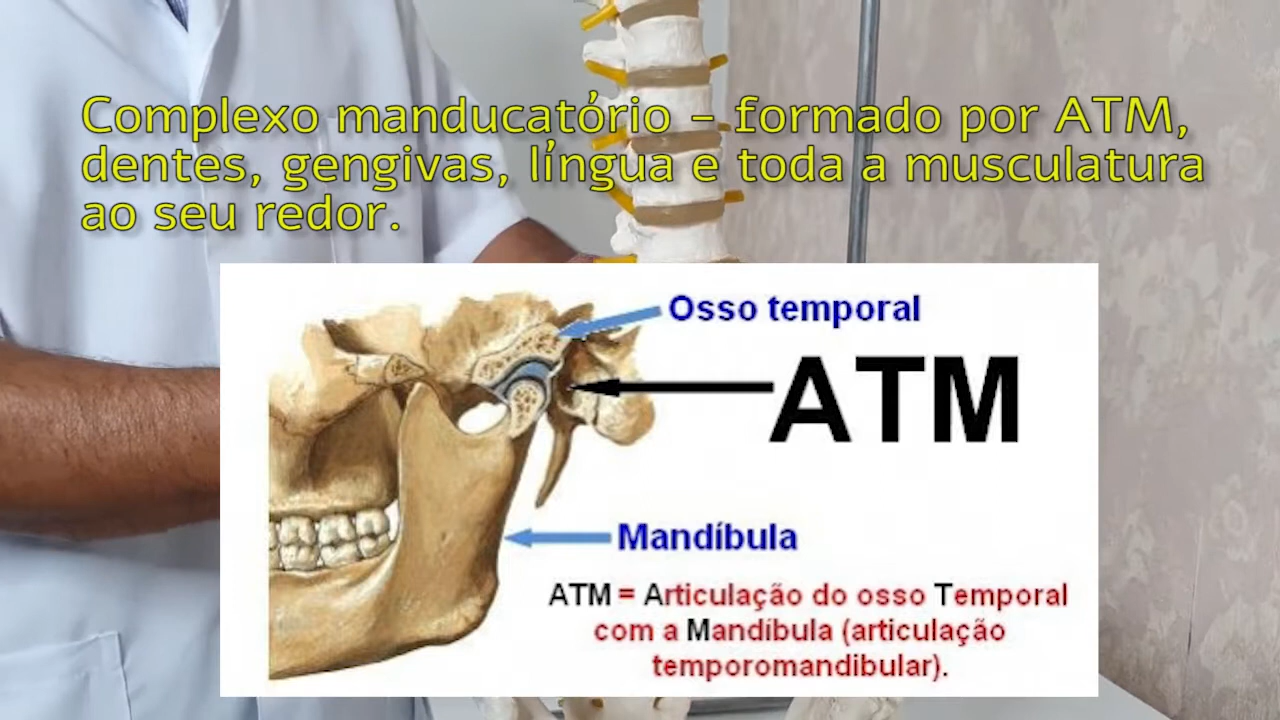 Complexo manducatório - formado por ATM,
dentes, gengivas, língua e toda a musculatura
ao seu redor.
Osso temporal
ATM
Mandíbula
ATM = Articulação do osso Temporal
com a Mandíbula (articulação
temporomandibular).